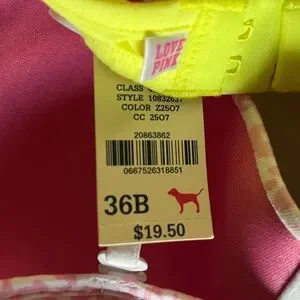 LOVE
PINK
CLASS
STYLE 10832637
COLOR Z2507
CC 2507
20863862
0667526318851
36B
$19.50